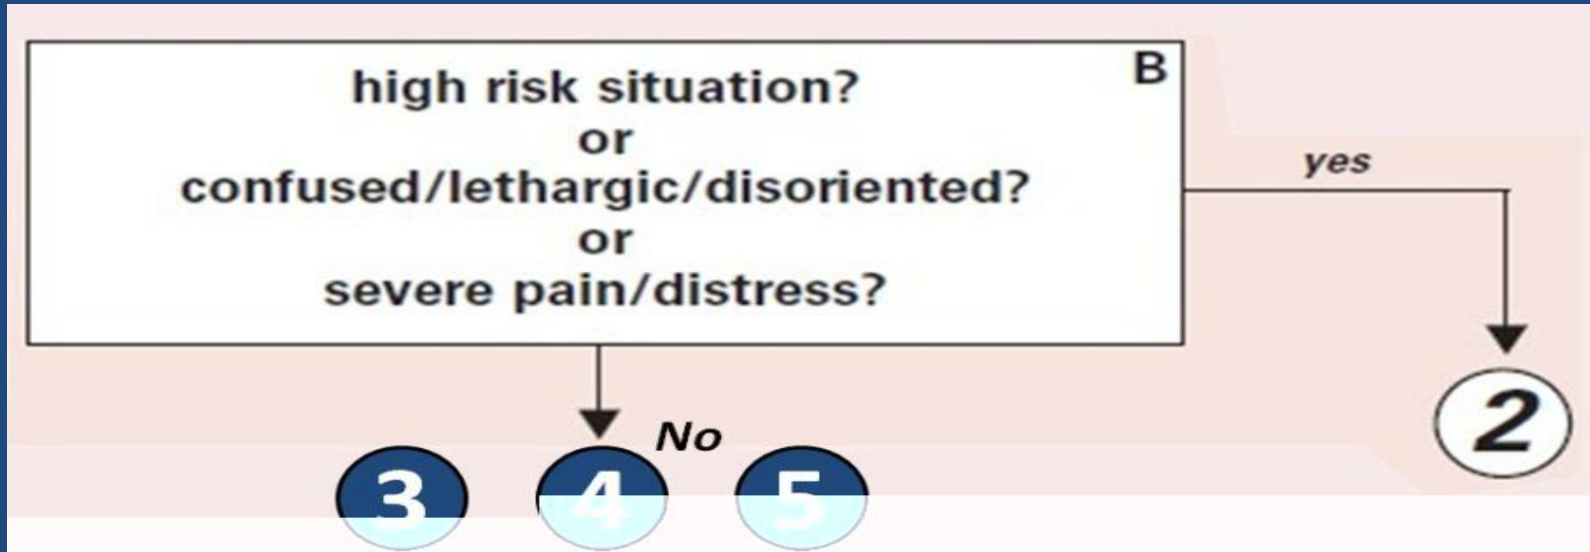 B
high risk situation?
or
confused/lethargic/disoriented?
or
severe pain/distress?
yes
2
No
3 4 5